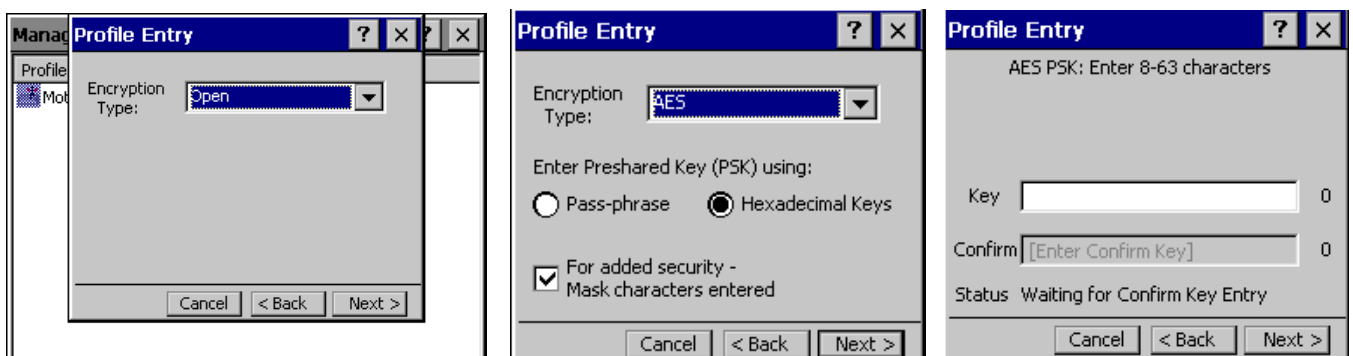 Manag
Profile Entry
? ×
? ×
Profile
Mot
Encryption
Type:
Open
Cancel
< Back
Next >
Profile Entry
? ×
Encryption
Type:
AES
Enter Preshared Key (PSK) using:
Pass-phrase
Hexadecimal Keys
For added security -
Mask characters entered
Cancel
< Back
Next >
Profile Entry
? ×
AES PSK: Enter 8-63 characters
Key
0
Confirm
[Enter Confirm Key]
0
Status Waiting for Confirm Key Entry
Cancel
< Back
Next >